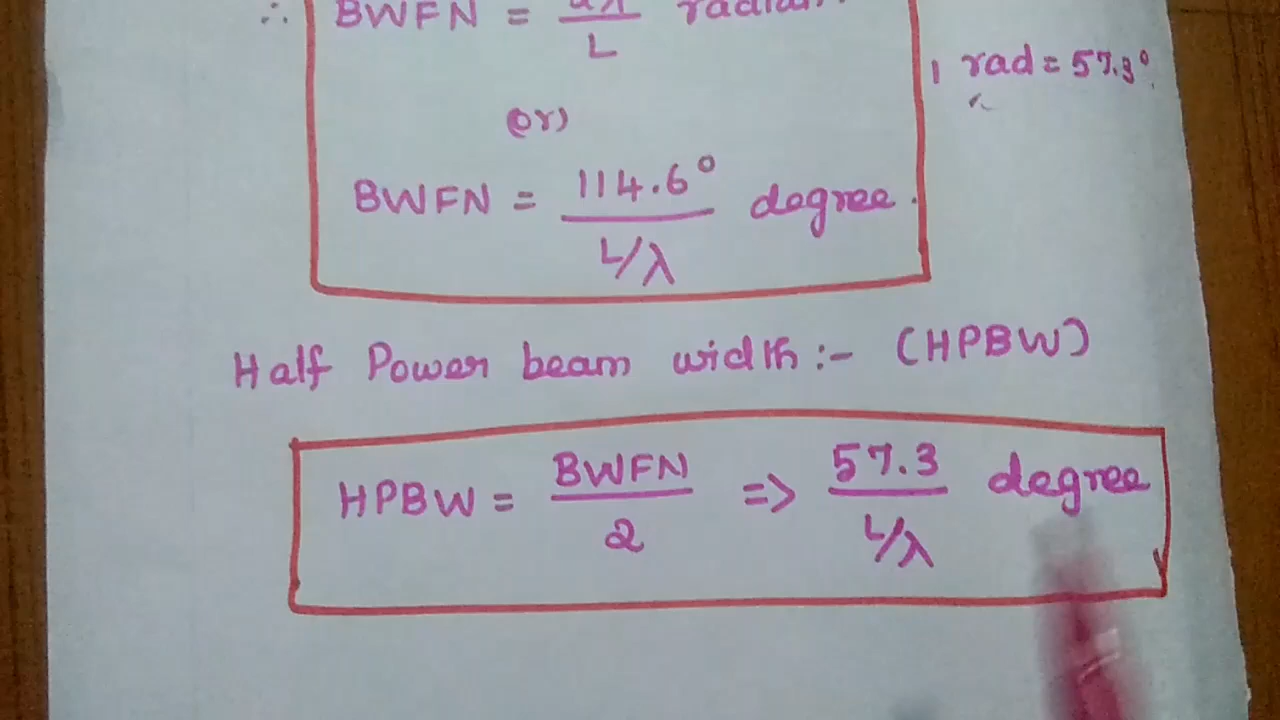 ∴ BWFN = 2λ/L radian
1 rad = 57.3°
(or)
BWFN = 114.6°/L/λ degree.
Half Power beam width:- (HPBW)
HPBW = BWFN/2 => 57.3/L/λ degree